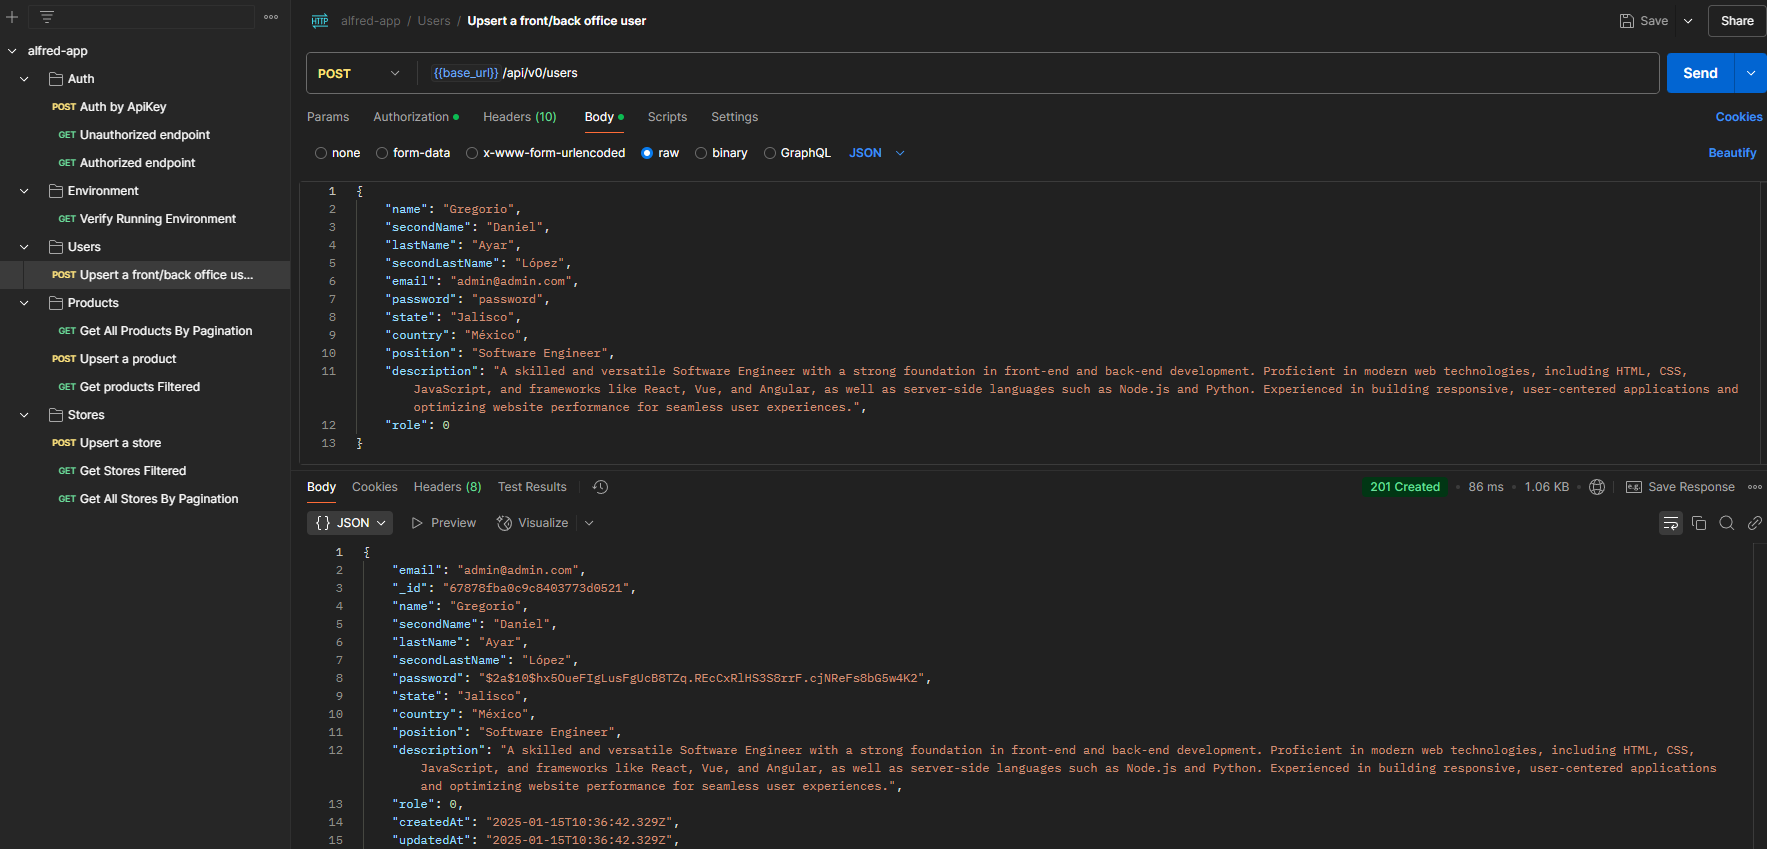 alfred-app / Users / Upsert a front/back office user
Save
Share
alfred-app
Auth
POST Auth by ApiKey
GET Unauthorized endpoint
GET Authorized endpoint
Environment
GET Verify Running Environment
Users
POST Upsert a front/back office us...
Products
GET Get All Products By Pagination
POST Upsert a product
GET Get products Filtered
Stores
POST Upsert a store
GET Get Stores Filtered
GET Get All Stores By Pagination
POST {{base_url}} /api/v0/users
Send
Params Authorization Headers (10) Body Scripts Settings
Cookies
none form-data x-www-form-urlencoded raw binary GraphQL JSON
Beautify
1 {
2 "name": "Gregorio",
3 "secondName": "Daniel",
4 "lastName": "Ayar",
5 "secondLastName": "López",
6 "email": "admin@admin.com",
7 "password": "password",
8 "state": "Jalisco",
9 "country": "México",
10 "position": "Software Engineer",
11 "description": "A skilled and versatile Software Engineer with a strong foundation in front-end and back-end development. Proficient in modern web technologies, including HTML, CSS,
JavaScript, and frameworks like React, Vue, and Angular, as well as server-side languages such as Node.js and Python. Experienced in building responsive, user-centered applications and
optimizing website performance for seamless user experiences.",
12 "role": 0
13 }
Body Cookies Headers (8) Test Results
201 Created 86 ms 1.06 KB Save Response
{} JSON Preview Visualize
1 {
2 "email": "admin@admin.com",
3 "_id": "67878fba0c9c8403773d0521",
4 "name": "Gregorio",
5 "secondName": "Daniel",
6 "lastName": "Ayar",
7 "secondLastName": "López",
8 "password": "$2a$10$hx5OueFIgLusFgUcB8TZq.REcCxRlHS3S8rrF.cjNReFs8bG5w4K2",
9 "state": "Jalisco",
10 "country": "México",
11 "position": "Software Engineer",
12 "description": "A skilled and versatile Software Engineer with a strong foundation in front-end and back-end development. Proficient in modern web technologies, including HTML, CSS,
JavaScript, and frameworks like React, Vue, and Angular, as well as server-side languages such as Node.js and Python. Experienced in building responsive, user-centered applications
and optimizing website performance for seamless user experiences.",
13 "role": 0,
14 "createdAt": "2025-01-15T10:36:42.329Z",
15 "updatedAt": "2025-01-15T10:36:42.329Z",